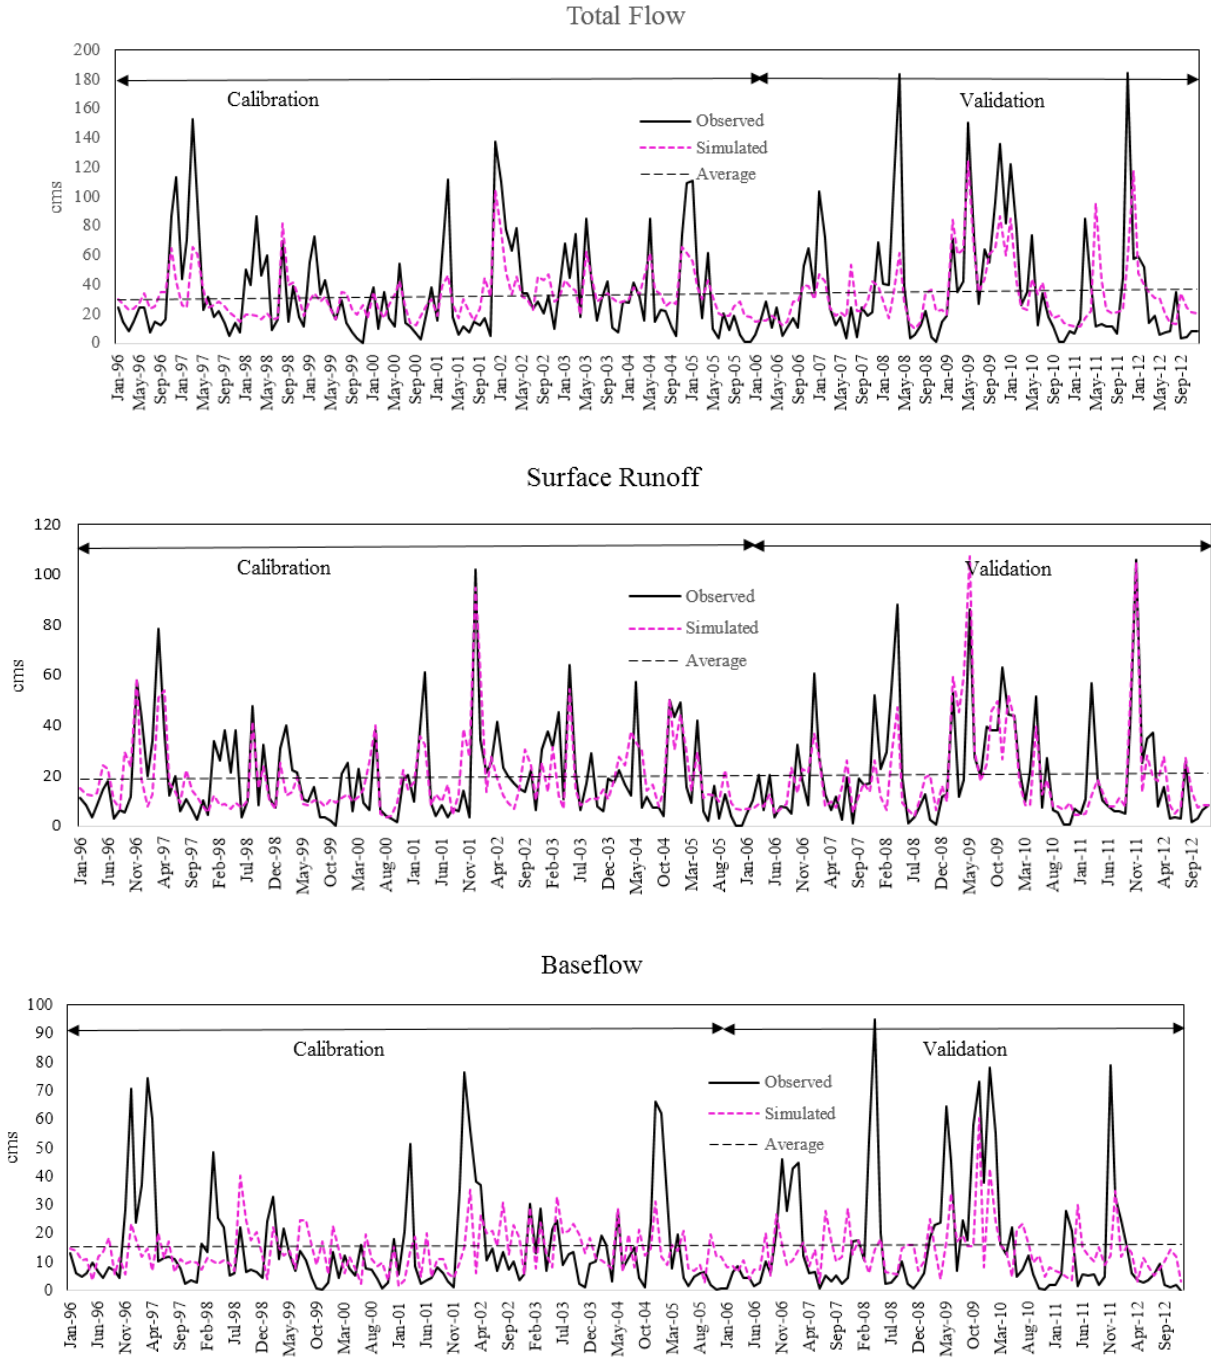 Total Flow
200
180
160
140
120
100
80
60
40
20
0
cms
Calibration
Validation
Observed
Simulated
Average
Jan-96
May-96
Sep-96
Jan-97
May-97
Sep-97
Jan-98
May-98
Sep-98
Jan-99
May-99
Sep-99
Jan-00
May-00
Sep-00
Jan-01
May-01
Sep-01
Jan-02
May-02
Sep-02
Jan-03
May-03
Sep-03
Jan-04
May-04
Sep-04
Jan-05
May-05
Sep-05
Jan-06
May-06
Sep-06
Jan-07
May-07
Sep-07
Jan-08
May-08
Sep-08
Jan-09
May-09
Sep-09
Jan-10
May-10
Sep-10
Jan-11
May-11
Sep-11
Jan-12
May-12
Sep-12
Surface Runoff
120
100
80
60
40
20
0
cms
Calibration
Validation
Observed
Simulated
Average
Jan-96
Jun-96
Nov-96
Apr-97
Sep-97
Feb-98
Jul-98
Dec-98
May-99
Oct-99
Mar-00
Aug-00
Jan-01
Jun-01
Nov-01
Apr-02
Sep-02
Feb-03
Jul-03
Dec-03
May-04
Oct-04
Mar-05
Aug-05
Jan-06
Jun-06
Nov-06
Apr-07
Sep-07
Feb-08
Jul-08
Dec-08
May-09
Oct-09
Mar-10
Aug-10
Jan-11
Jun-11
Nov-11
Apr-12
Sep-12
Baseflow
100
90
80
70
60
50
40
30
20
10
0
cms
Calibration
Validation
Observed
Simulated
Average
Jan-96
Jun-96
Nov-96
Apr-97
Sep-97
Feb-98
Jul-98
Dec-98
May-99
Oct-99
Mar-00
Aug-00
Jan-01
Jun-01
Nov-01
Apr-02
Sep-02
Feb-03
Jul-03
Dec-03
May-04
Oct-04
Mar-05
Aug-05
Jan-06
Jun-06
Nov-06
Apr-07
Sep-07
Feb-08
Jul-08
Dec-08
May-09
Oct-09
Mar-10
Aug-10
Jan-11
Jun-11
Nov-11
Apr-12
Sep-12